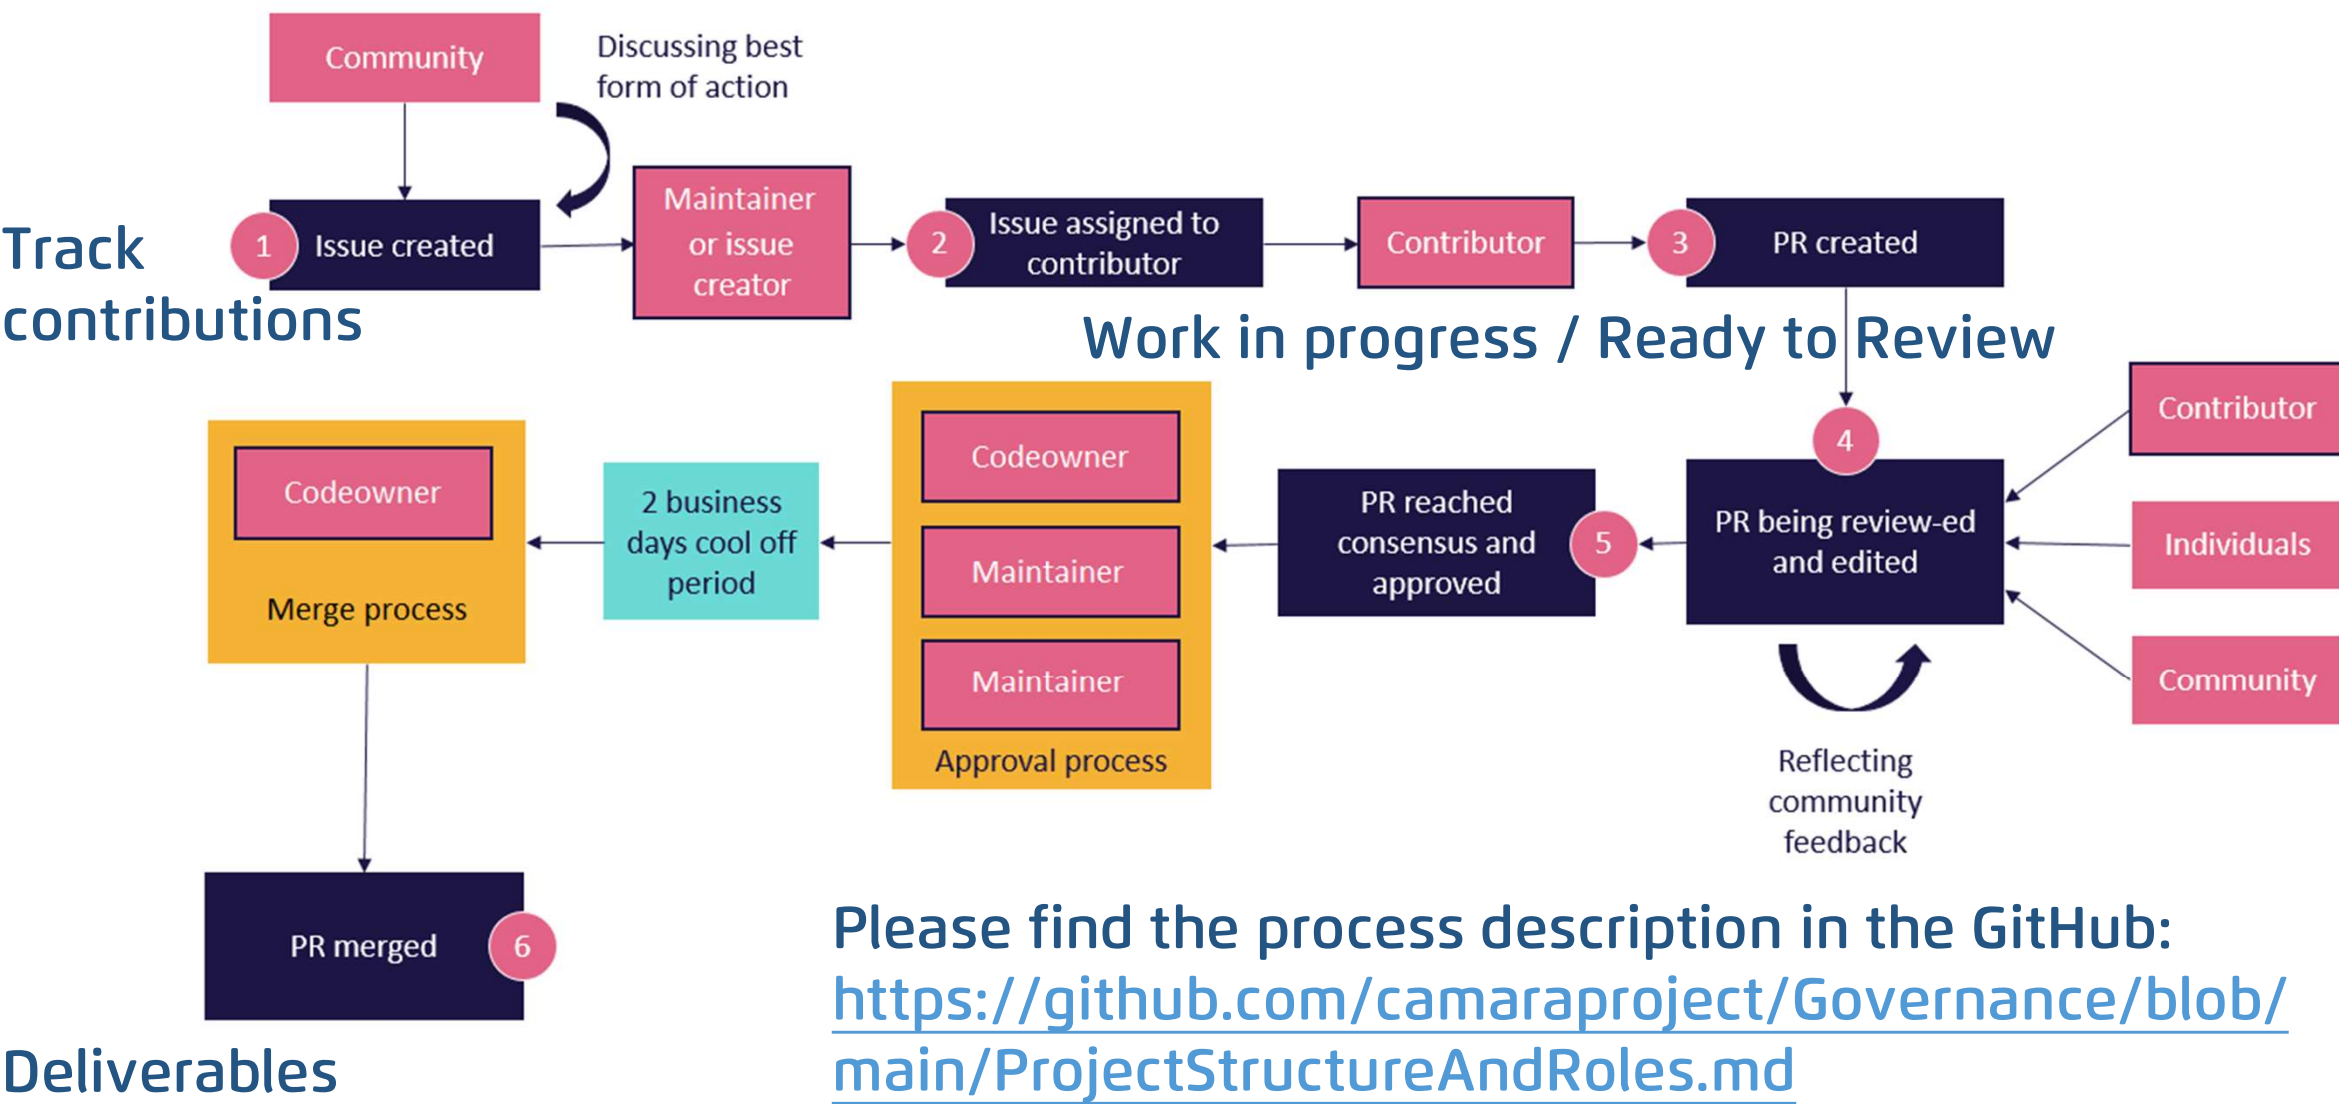 Community
Discussing best
form of action
Track
contributions
1
Issue created
Maintainer
or issue
creator
2
Issue assigned to
contributor
Contributor
3
PR created
Work in progress / Ready to Review
Codeowner
Merge process
2 business
days cool off
period
Codeowner
Maintainer
Maintainer
Approval process
PR reached
consensus and
approved
5
4
PR being review-ed
and edited
Contributor
Individuals
Community
Reflecting
community
feedback
PR merged
6
Please find the process description in the GitHub:
https://github.com/camaraproject/Governance/blob/
main/ProjectStructureAndRoles.md
Deliverables